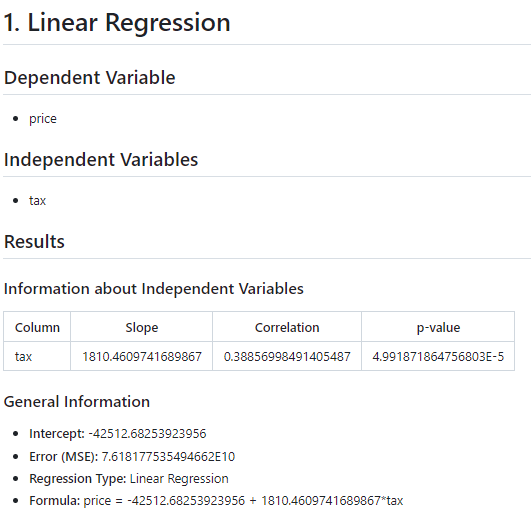 1. Linear Regression
Dependent Variable
• price
Independent Variables
• tax
Results
Information about Independent Variables
Column Slope Correlation p-value
tax 1810.4609741689867 0.38856998491405487 4.991871864756803E-5
General Information
• Intercept: -42512.68253923956
• Error (MSE): 7.618177535494662E10
• Regression Type: Linear Regression
• Formula: price = -42512.68253923956 + 1810.4609741689867*tax